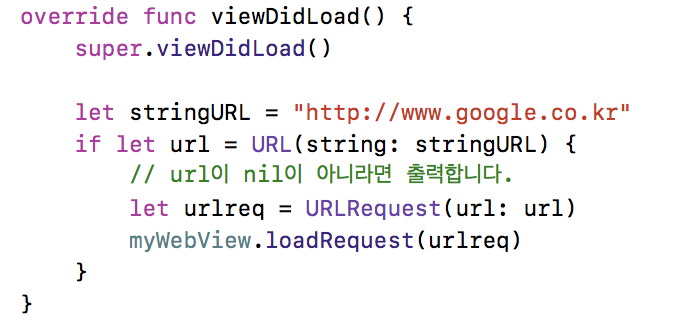 override func viewDidLoad() {
    super.viewDidLoad()

    let stringURL = "http://www.google.co.kr"
    if let url = URL(string: stringURL) {
        // url이 nil이 아니라면 출력합니다.
        let urlreq = URLRequest(url: url)
        myWebView.loadRequest(urlreq)
    }
}